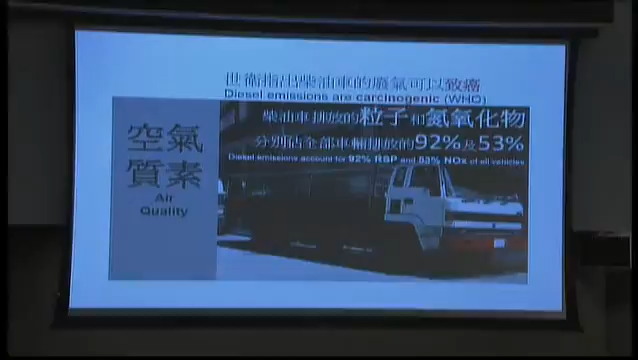 世衛指出柴油車的廢氣可以致癌
Diesel emissions are carcinogenic (WHO)
柴油車排放的粒子和氮氧化物
分別佔全部車輛排放的92%及53%
Diesel emissions account for 92% RSP and 53% NOx of all vehicles
空氣
質素
Air
Quality